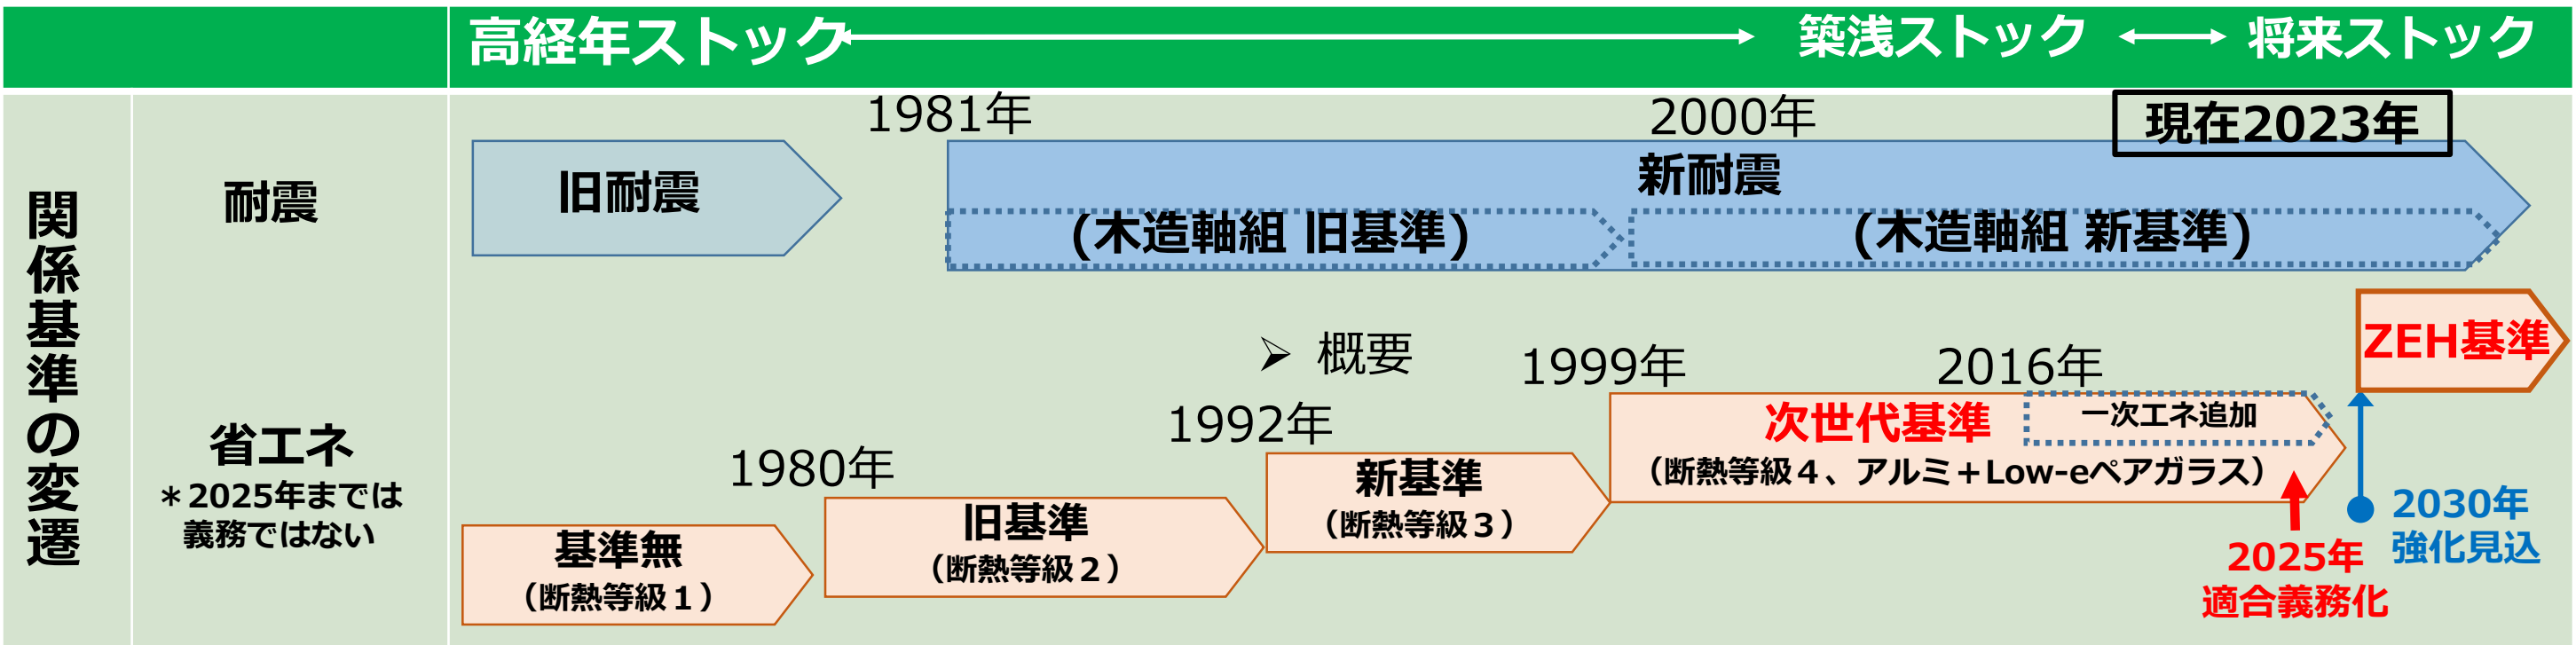 高経年ストック
築浅ストック
将来ストック
関係基準の変遷
耐震
1981年
2000年
現在2023年
旧耐震
新耐震
(木造軸組 旧基準)
(木造軸組 新基準)
省エネ
＊2025年までは
義務ではない
➢ 概要
1980年
1992年
1999年
2016年
ZEH基準
基準無
（断熱等級１）
旧基準
（断熱等級２）
新基準
（断熱等級３）
次世代基準
一次エネ追加
（断熱等級４、アルミ＋Low-eペアガラス）
2025年
適合義務化
2030年
強化見込